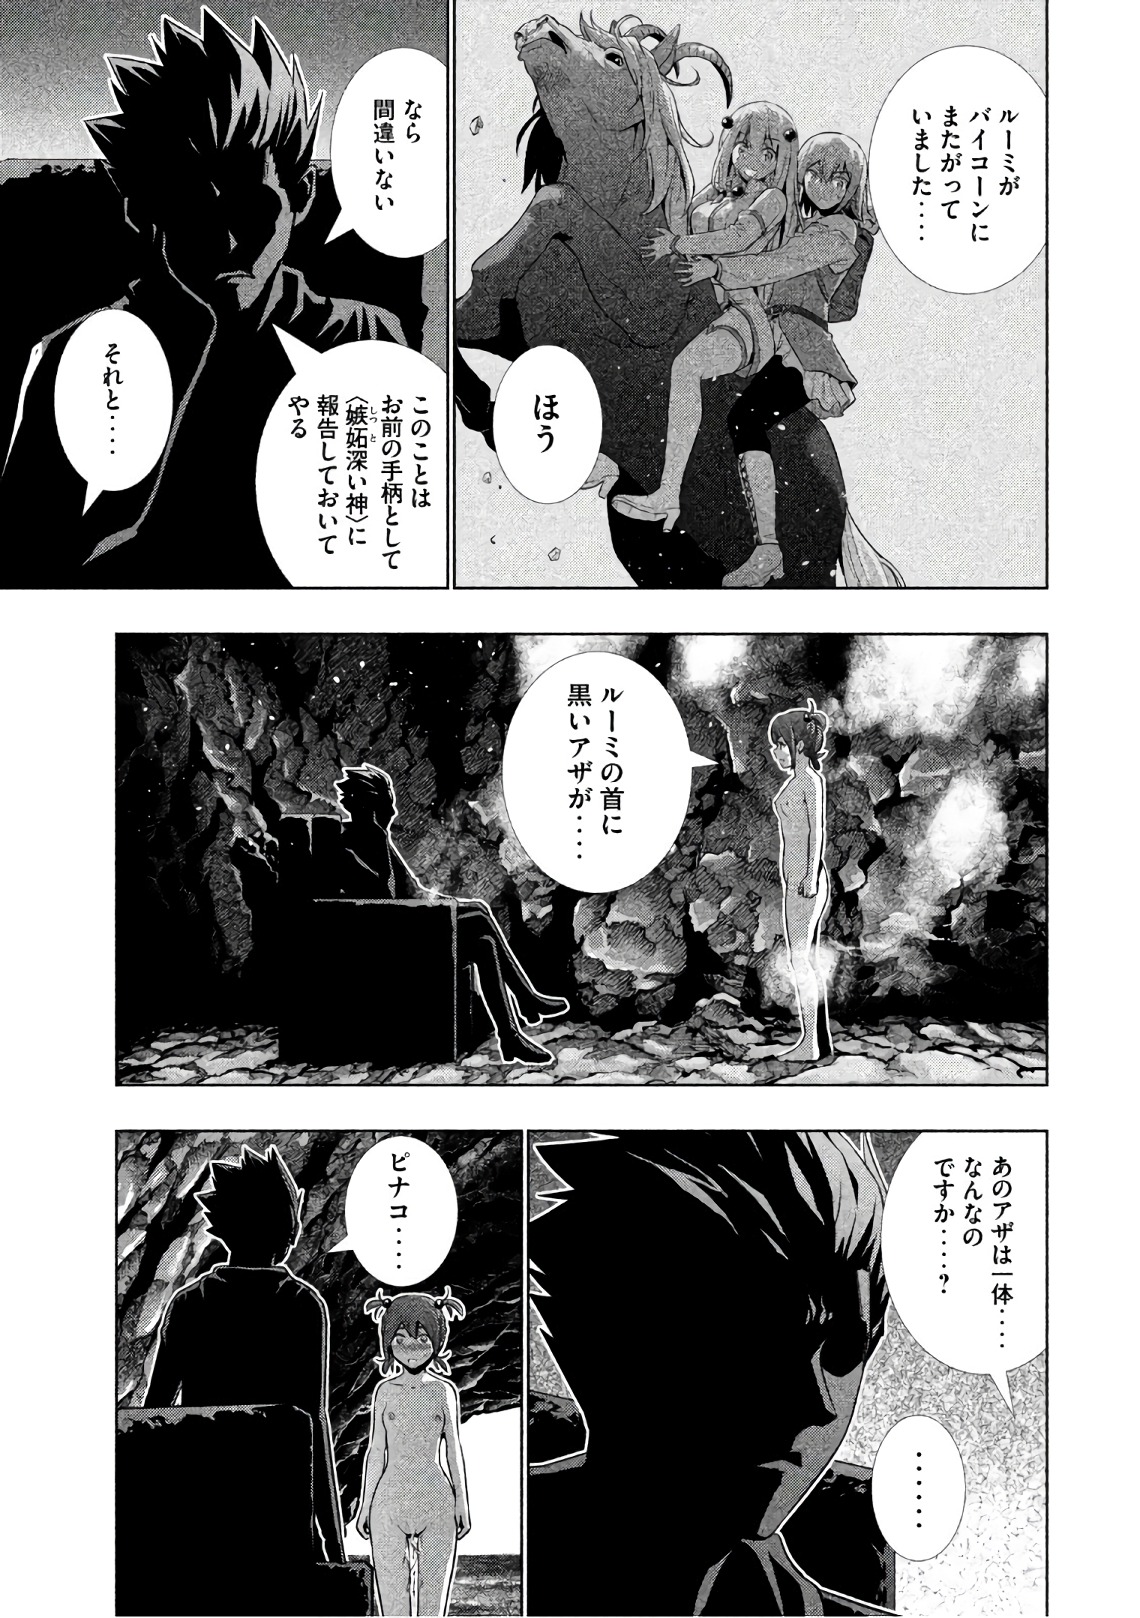 ルーミが
バイコーンに
またがって
いました‥‥
ほう
なら
間違いない
このことは
お前の手柄として
〈嫉妬深い神〉に
しっと
報告しておいて
やる
それと‥‥
ルーミの首に
黒いアザが‥‥
あのアザは一体‥‥
なんなの
ですか‥‥?
‥‥‥
ピナコ‥‥